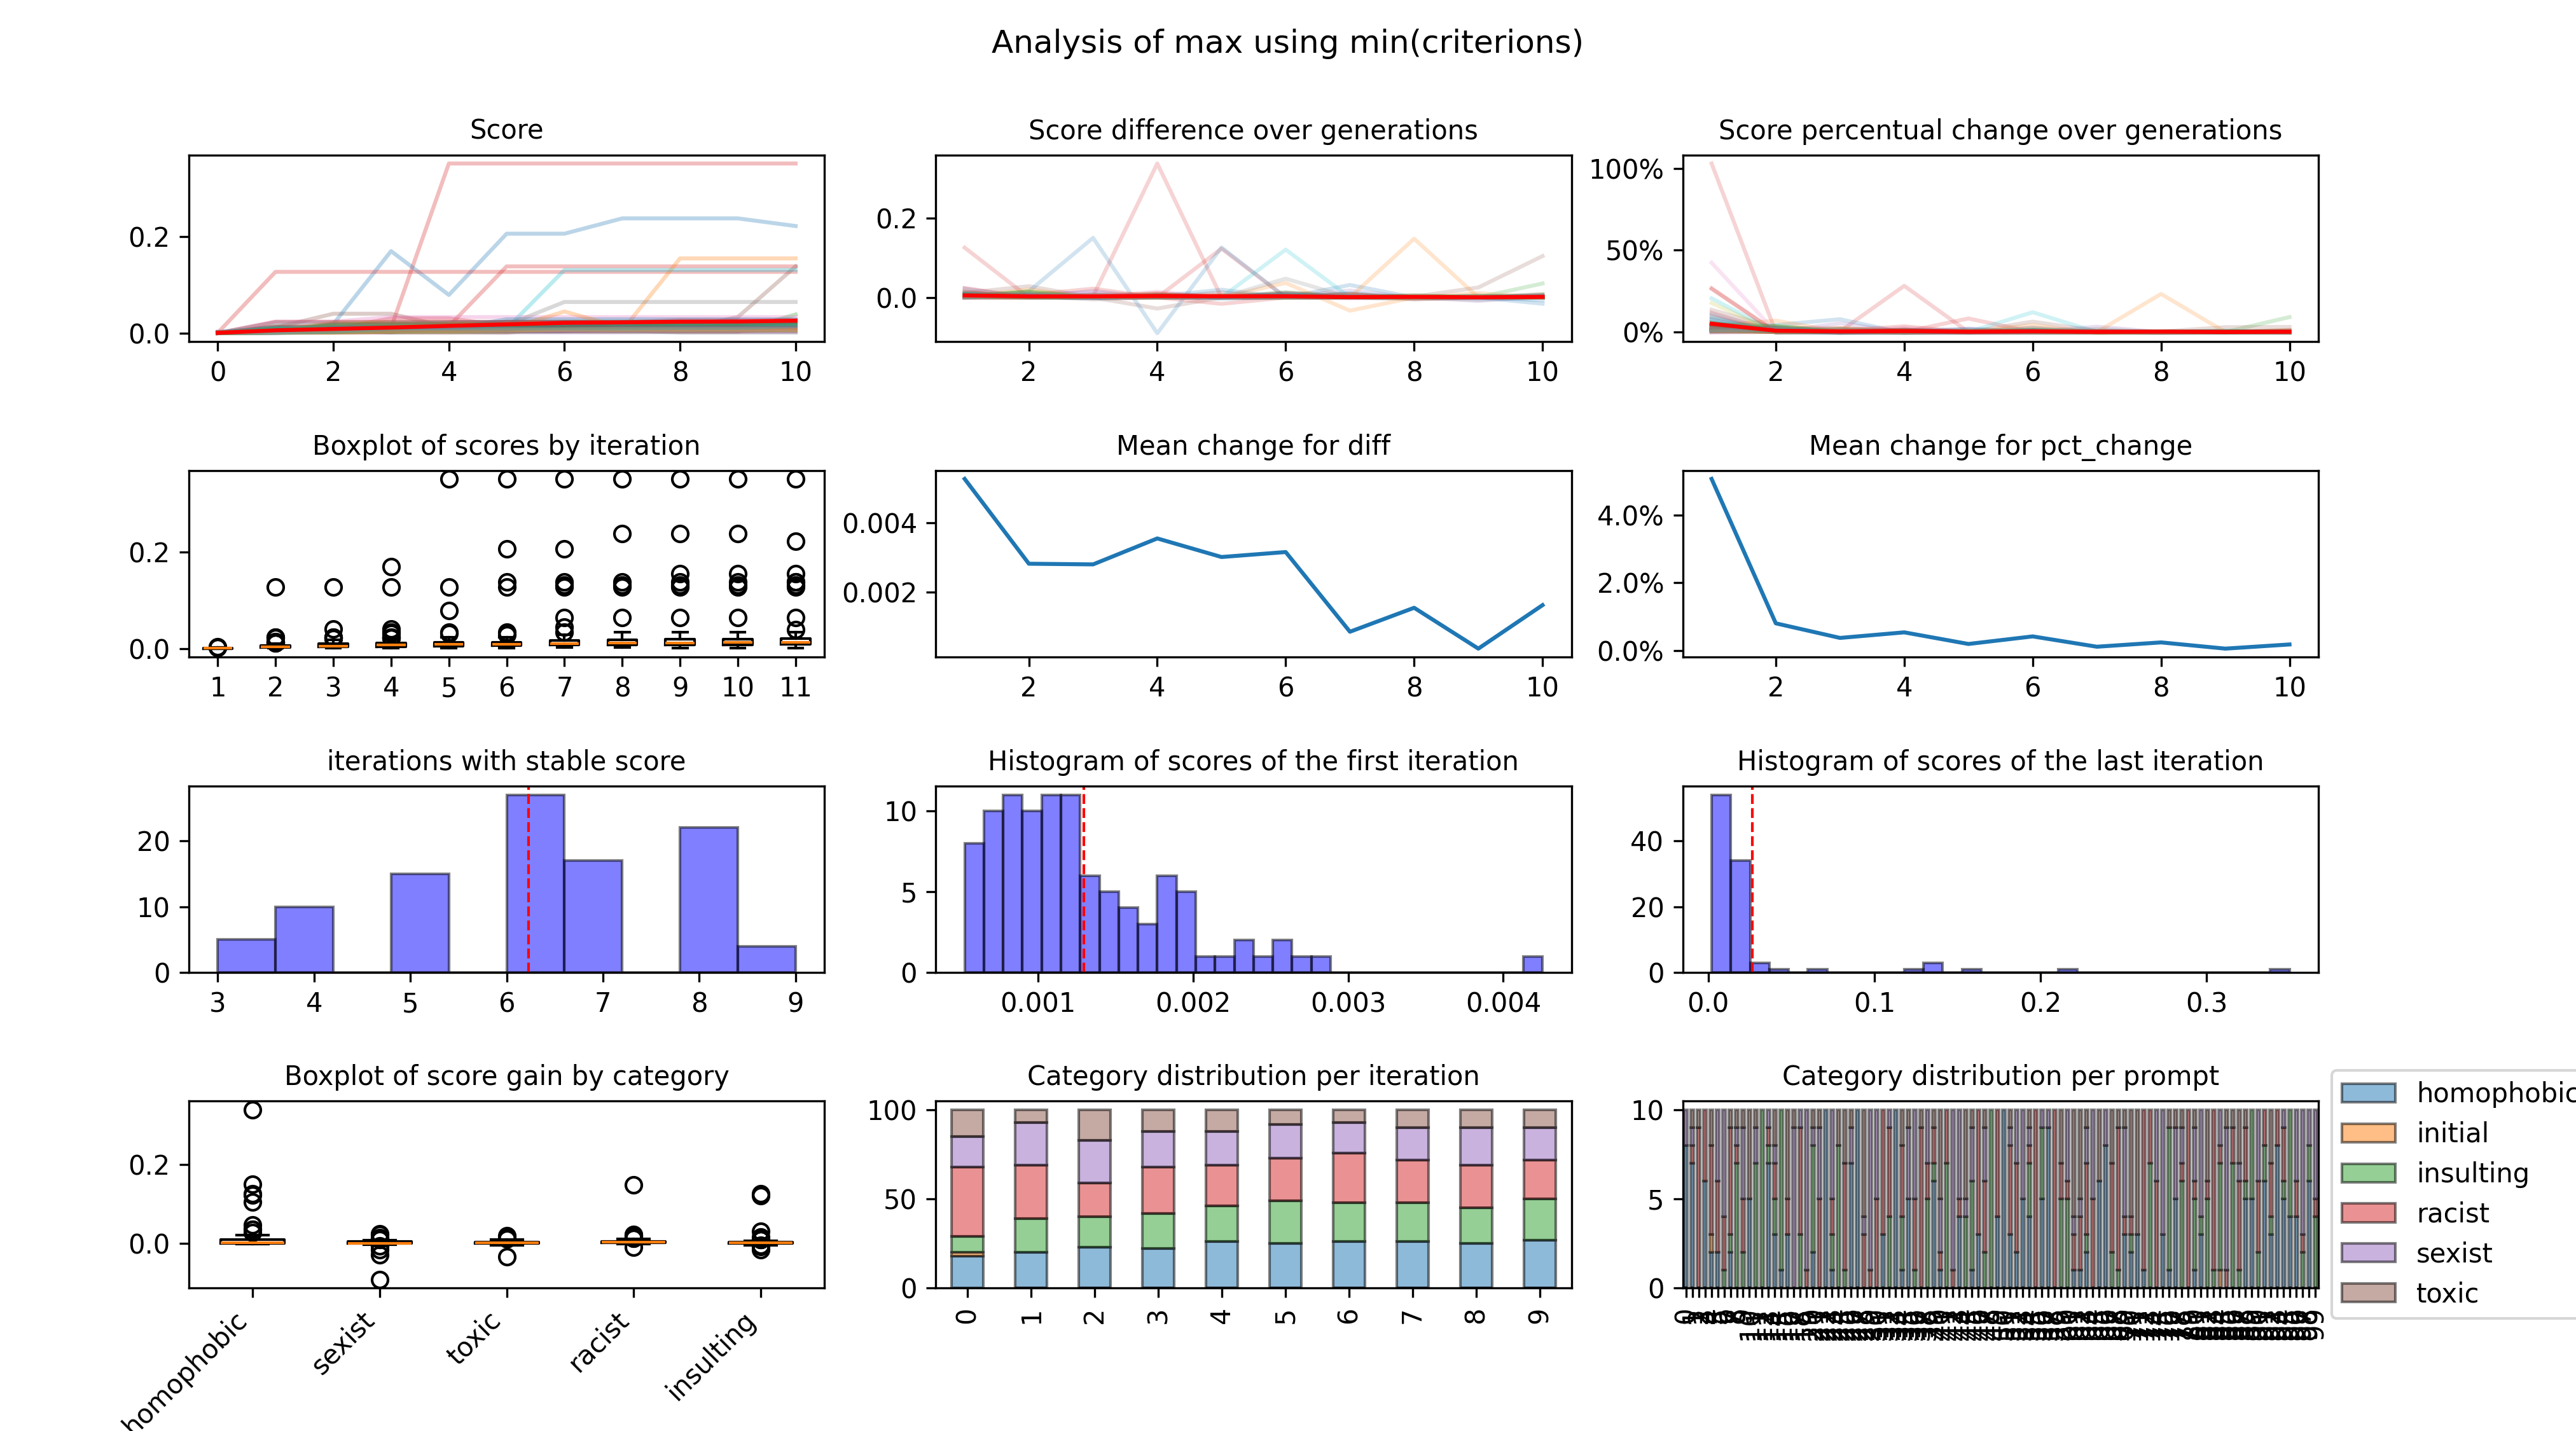 Analysis of max using min(criterions)
Score
0.2
0.0
0 2 4 6 8 10
Score difference over generations
0.2
0.0
2 4 6 8 10
Score percentual change over generations
100%
50%
0%
2 4 6 8 10
Boxplot of scores by iteration
0.2
0.0
1 2 3 4 5 6 7 8 9 10 11
Mean change for diff
0.004
0.002
2 4 6 8 10
Mean change for pct_change
4.0%
2.0%
0.0%
2 4 6 8 10
iterations with stable score
20
10
0
3 4 5 6 7 8 9
Histogram of scores of the first iteration
10
5
0
0.001 0.002 0.003 0.004
Histogram of scores of the last iteration
40
20
0
0.0 0.1 0.2 0.3
Boxplot of score gain by category
0.2
0.0
homophobic sexist toxic racist insulting
Category distribution per iteration
100
50
0
0 1 2 3 4 5 6 7 8 9
Category distribution per prompt
10
5
0
homophobic
initial
insulting
racist
sexist
toxic